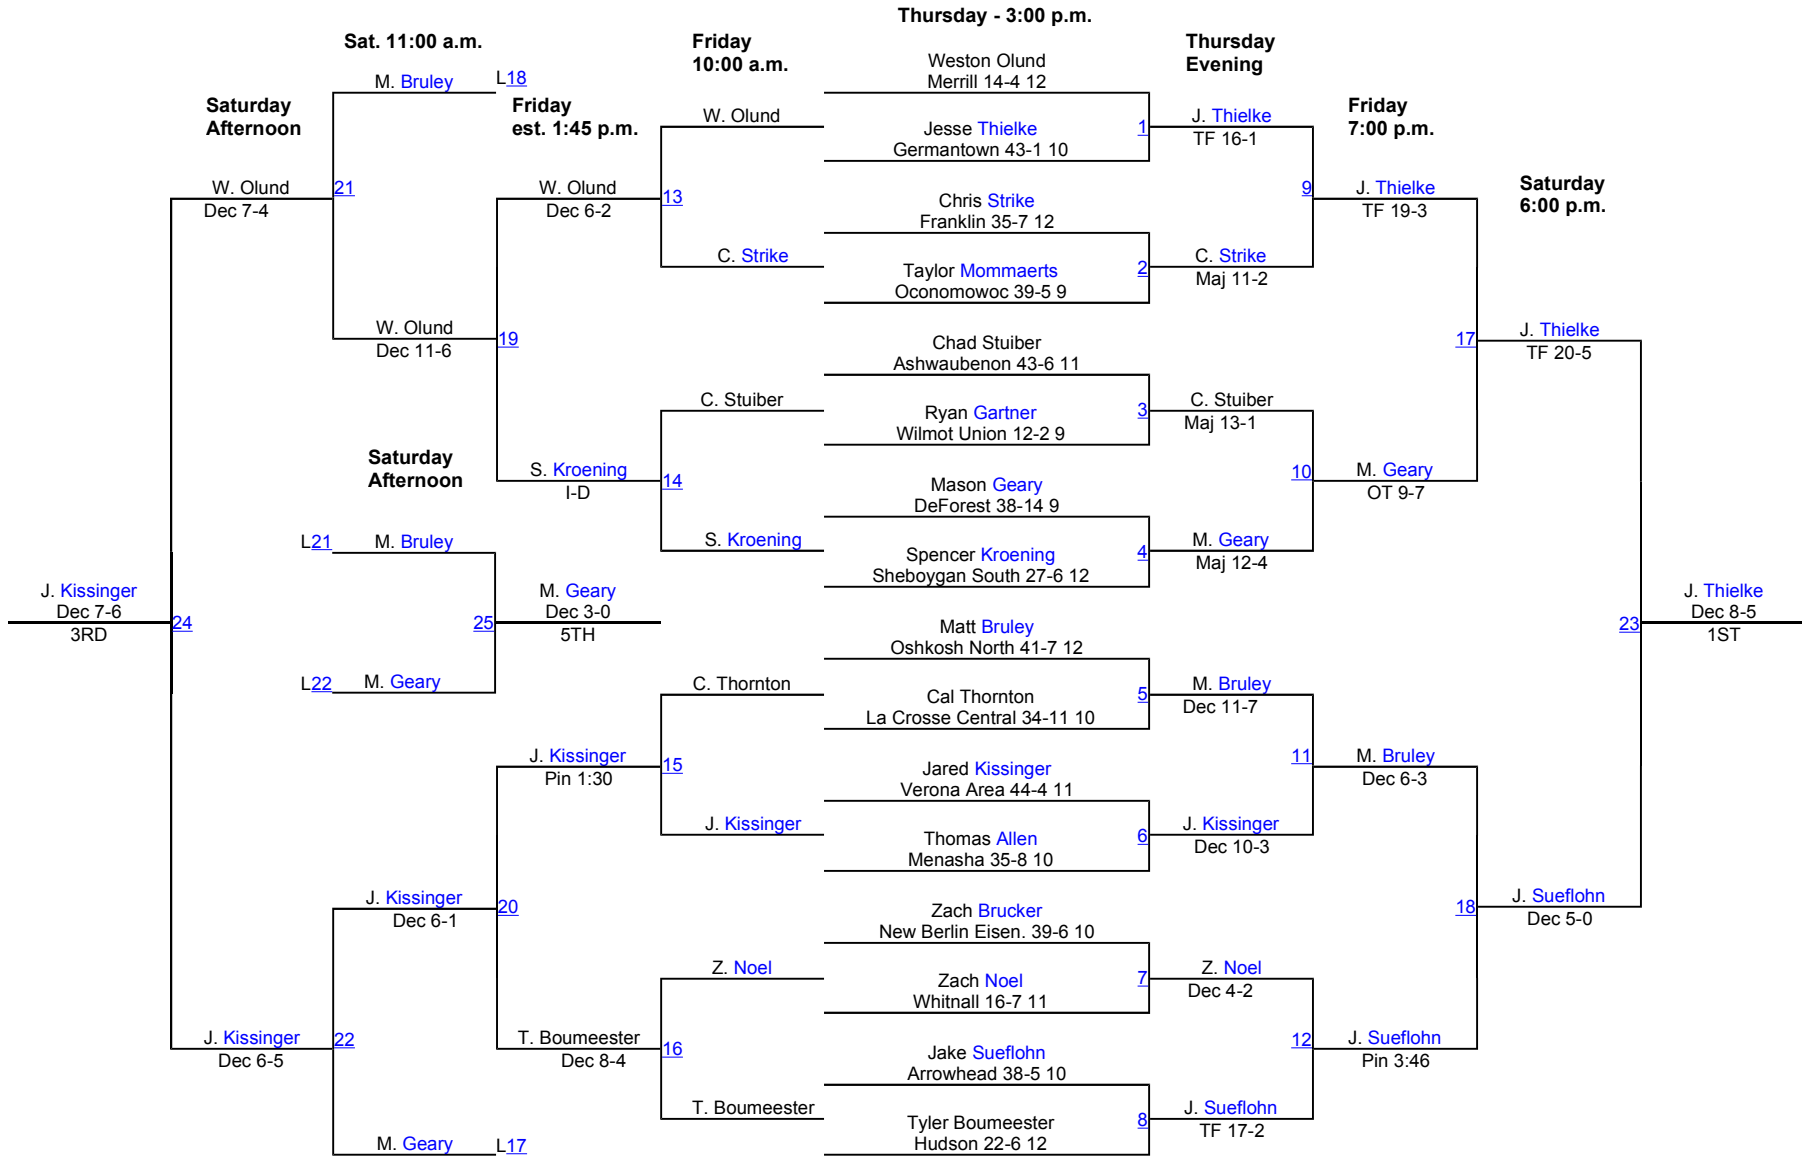 Thursday - 3:00 p.m.
Sat. 11:00 a.m.
Friday
10:00 a.m.
Thursday
Evening
Weston Olund
Merrill 14-4 12
M. Bruley
L18
Saturday
Afternoon
Friday
est. 1:45 p.m.
Friday
7:00 p.m.
W. Olund
J. Thielke
TF 16-1
1
Jesse Thielke
Germantown 43-1 10
Saturday
6:00 p.m.
W. Olund
Dec 7-4
21
W. Olund
Dec 6-2
13
Chris Strike
Franklin 35-7 12
9
J. Thielke
TF 19-3
C. Strike
Taylor Mommaerts
Oconomowoc 39-5 9
2
C. Strike
Maj 11-2
W. Olund
Dec 11-6
19
Chad Stuiber
Ashwaubenon 43-6 11
17
J. Thielke
TF 20-5
C. Stuiber
Ryan Gartner
Wilmot Union 12-2 9
3
C. Stuiber
Maj 13-1
Saturday
Afternoon
S. Kroening
I-D
14
Mason Geary
DeForest 38-14 9
10
M. Geary
OT 9-7
L21
M. Bruley
S. Kroening
Spencer Kroening
Sheboygan South 27-6 12
4
M. Geary
Maj 12-4
J. Kissinger
Dec 7-6
3RD
24
25
M. Geary
Dec 3-0
5TH
Matt Bruley
Oshkosh North 41-7 12
23
J. Thielke
Dec 8-5
1ST
L22
M. Geary
C. Thornton
Cal Thornton
La Crosse Central 34-11 10
5
M. Bruley
Dec 11-7
J. Kissinger
Pin 1:30
15
Jared Kissinger
Verona Area 44-4 11
11
M. Bruley
Dec 6-3
J. Kissinger
Thomas Allen
Menasha 35-8 10
6
J. Kissinger
Dec 10-3
J. Kissinger
Dec 6-1
20
Zach Brucker
New Berlin Eisen. 39-6 10
18
J. Sueflohn
Dec 5-0
Z. Noel
Zach Noel
Whitnall 16-7 11
7
Z. Noel
Dec 4-2
J. Kissinger
Dec 6-5
22
T. Boumeester
Dec 8-4
16
Jake Sueflohn
Arrowhead 38-5 10
12
J. Sueflohn
Pin 3:46
T. Boumeester
Tyler Boumeester
Hudson 22-6 12
8
J. Sueflohn
TF 17-2
M. Geary
L17